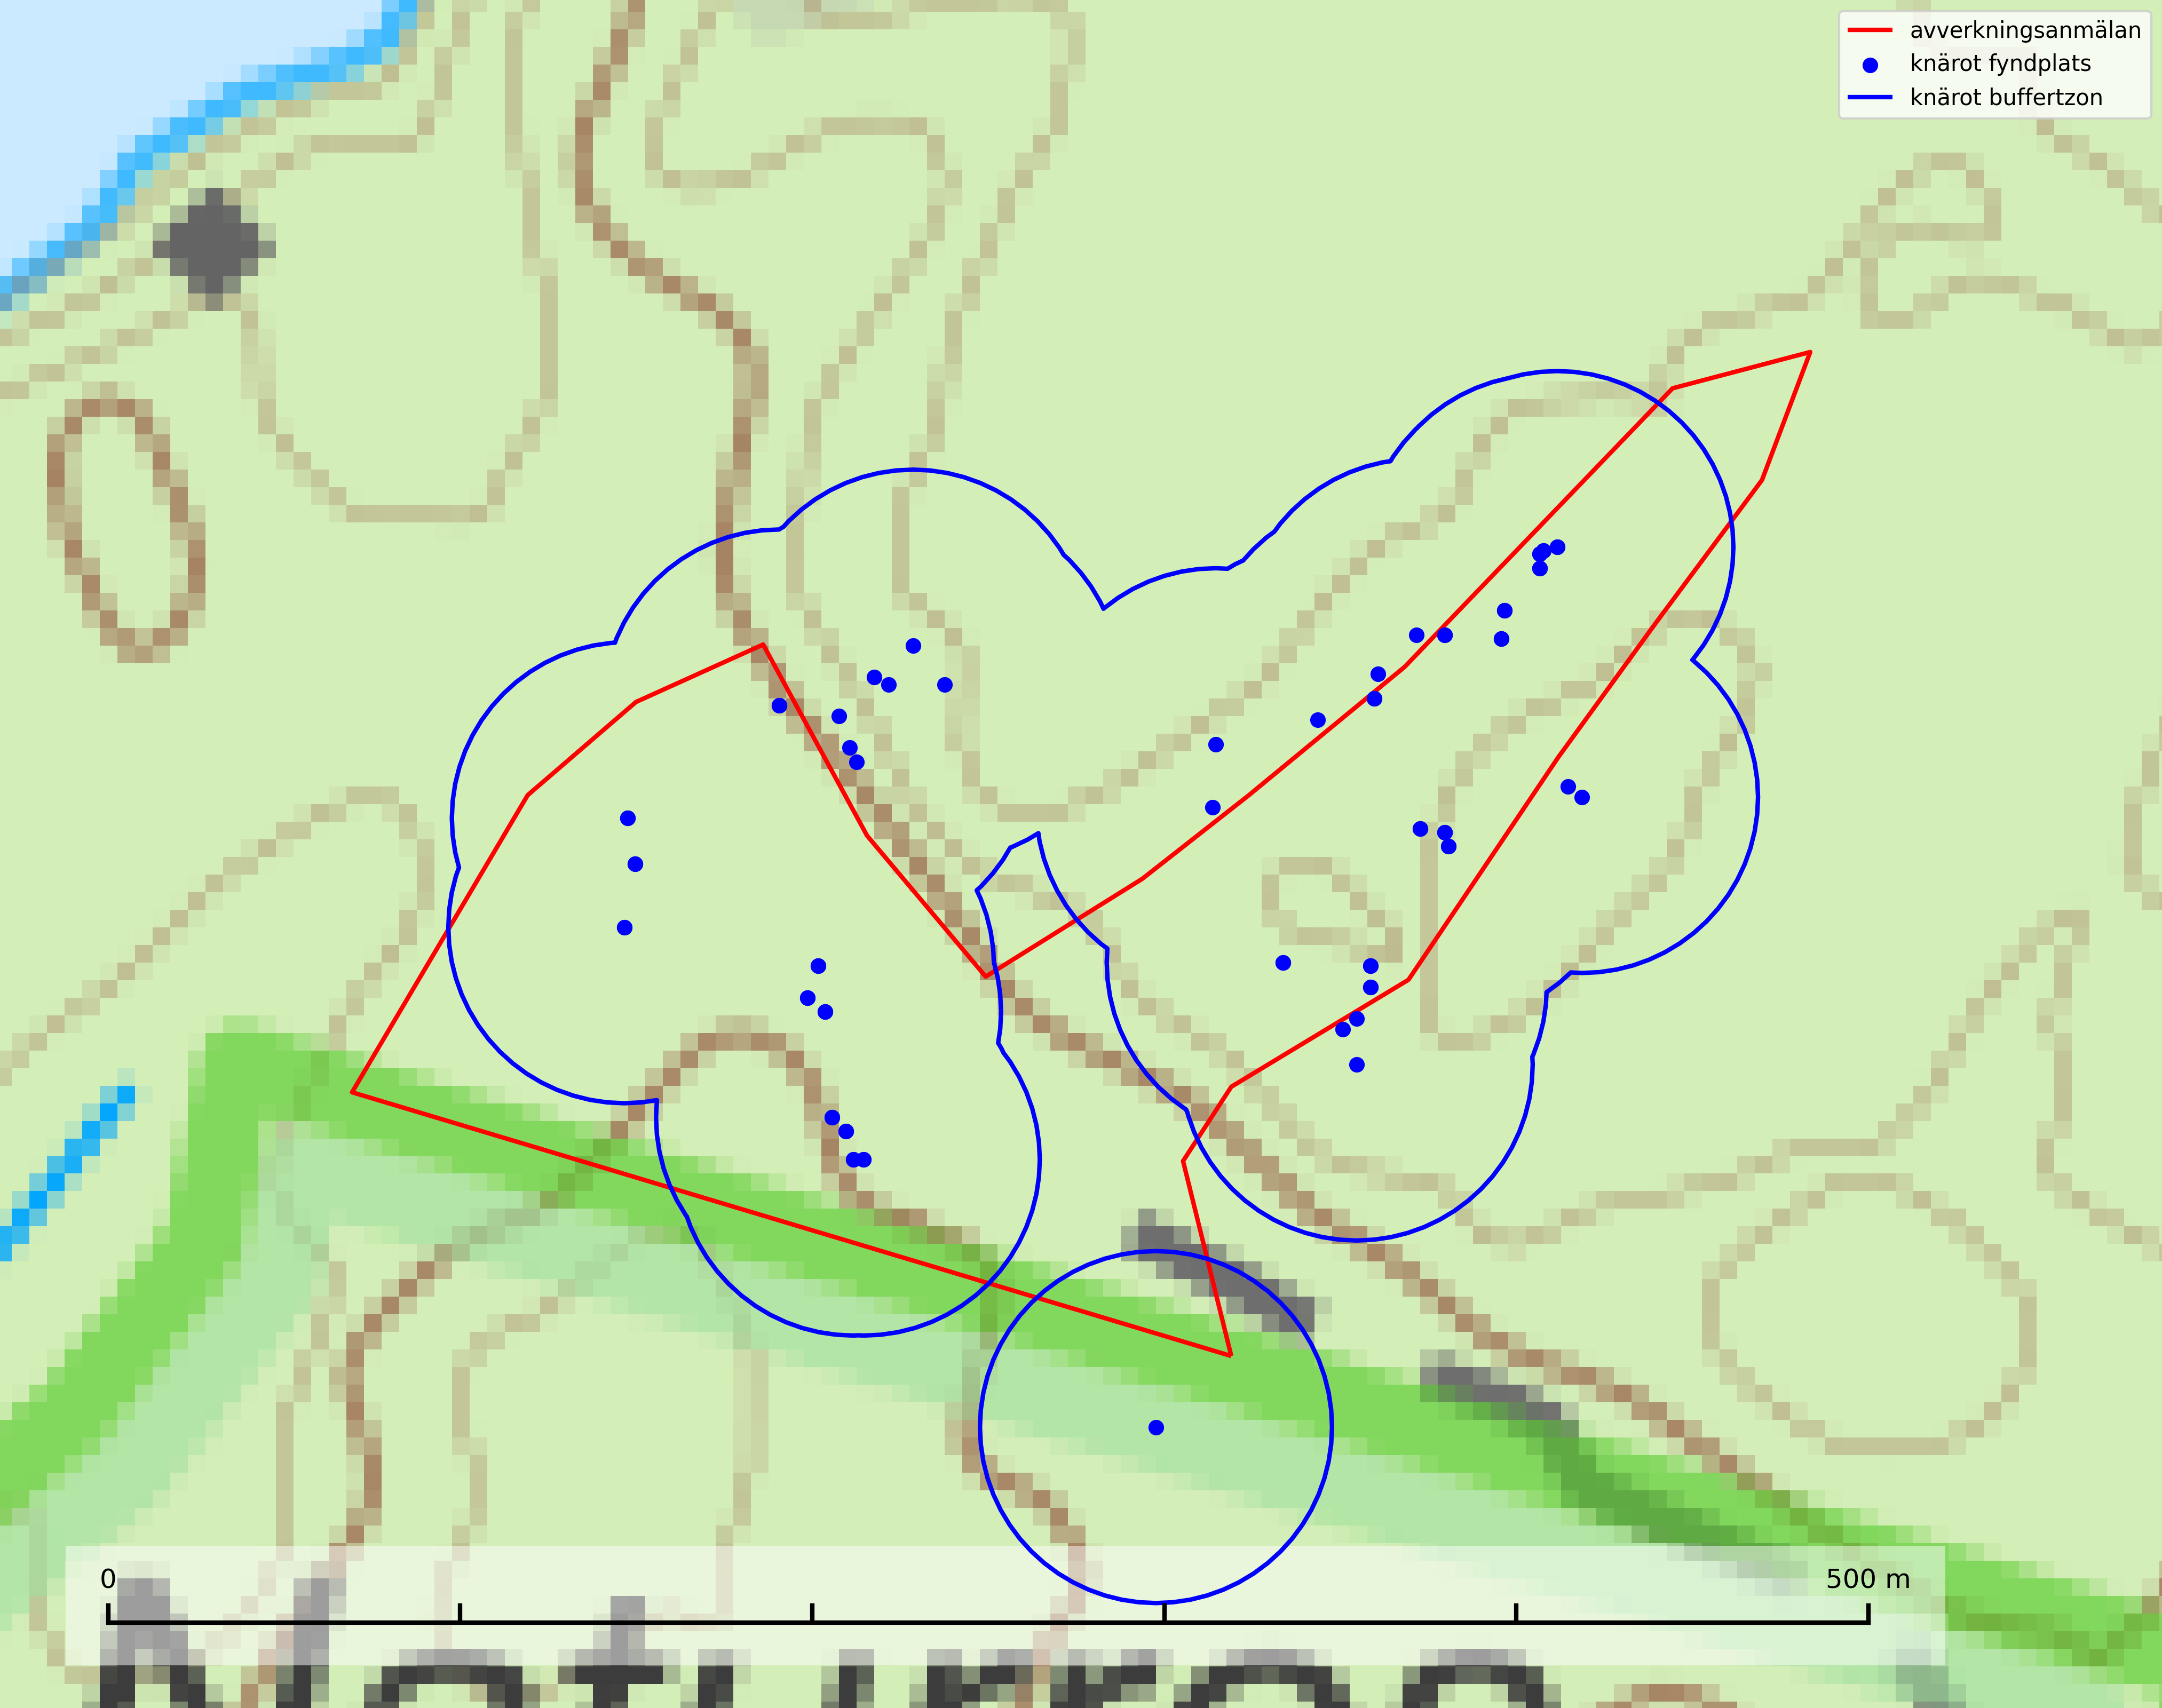 avverkningsanmälan
knärot fyndplats
knärot buffertzon
0
500 m